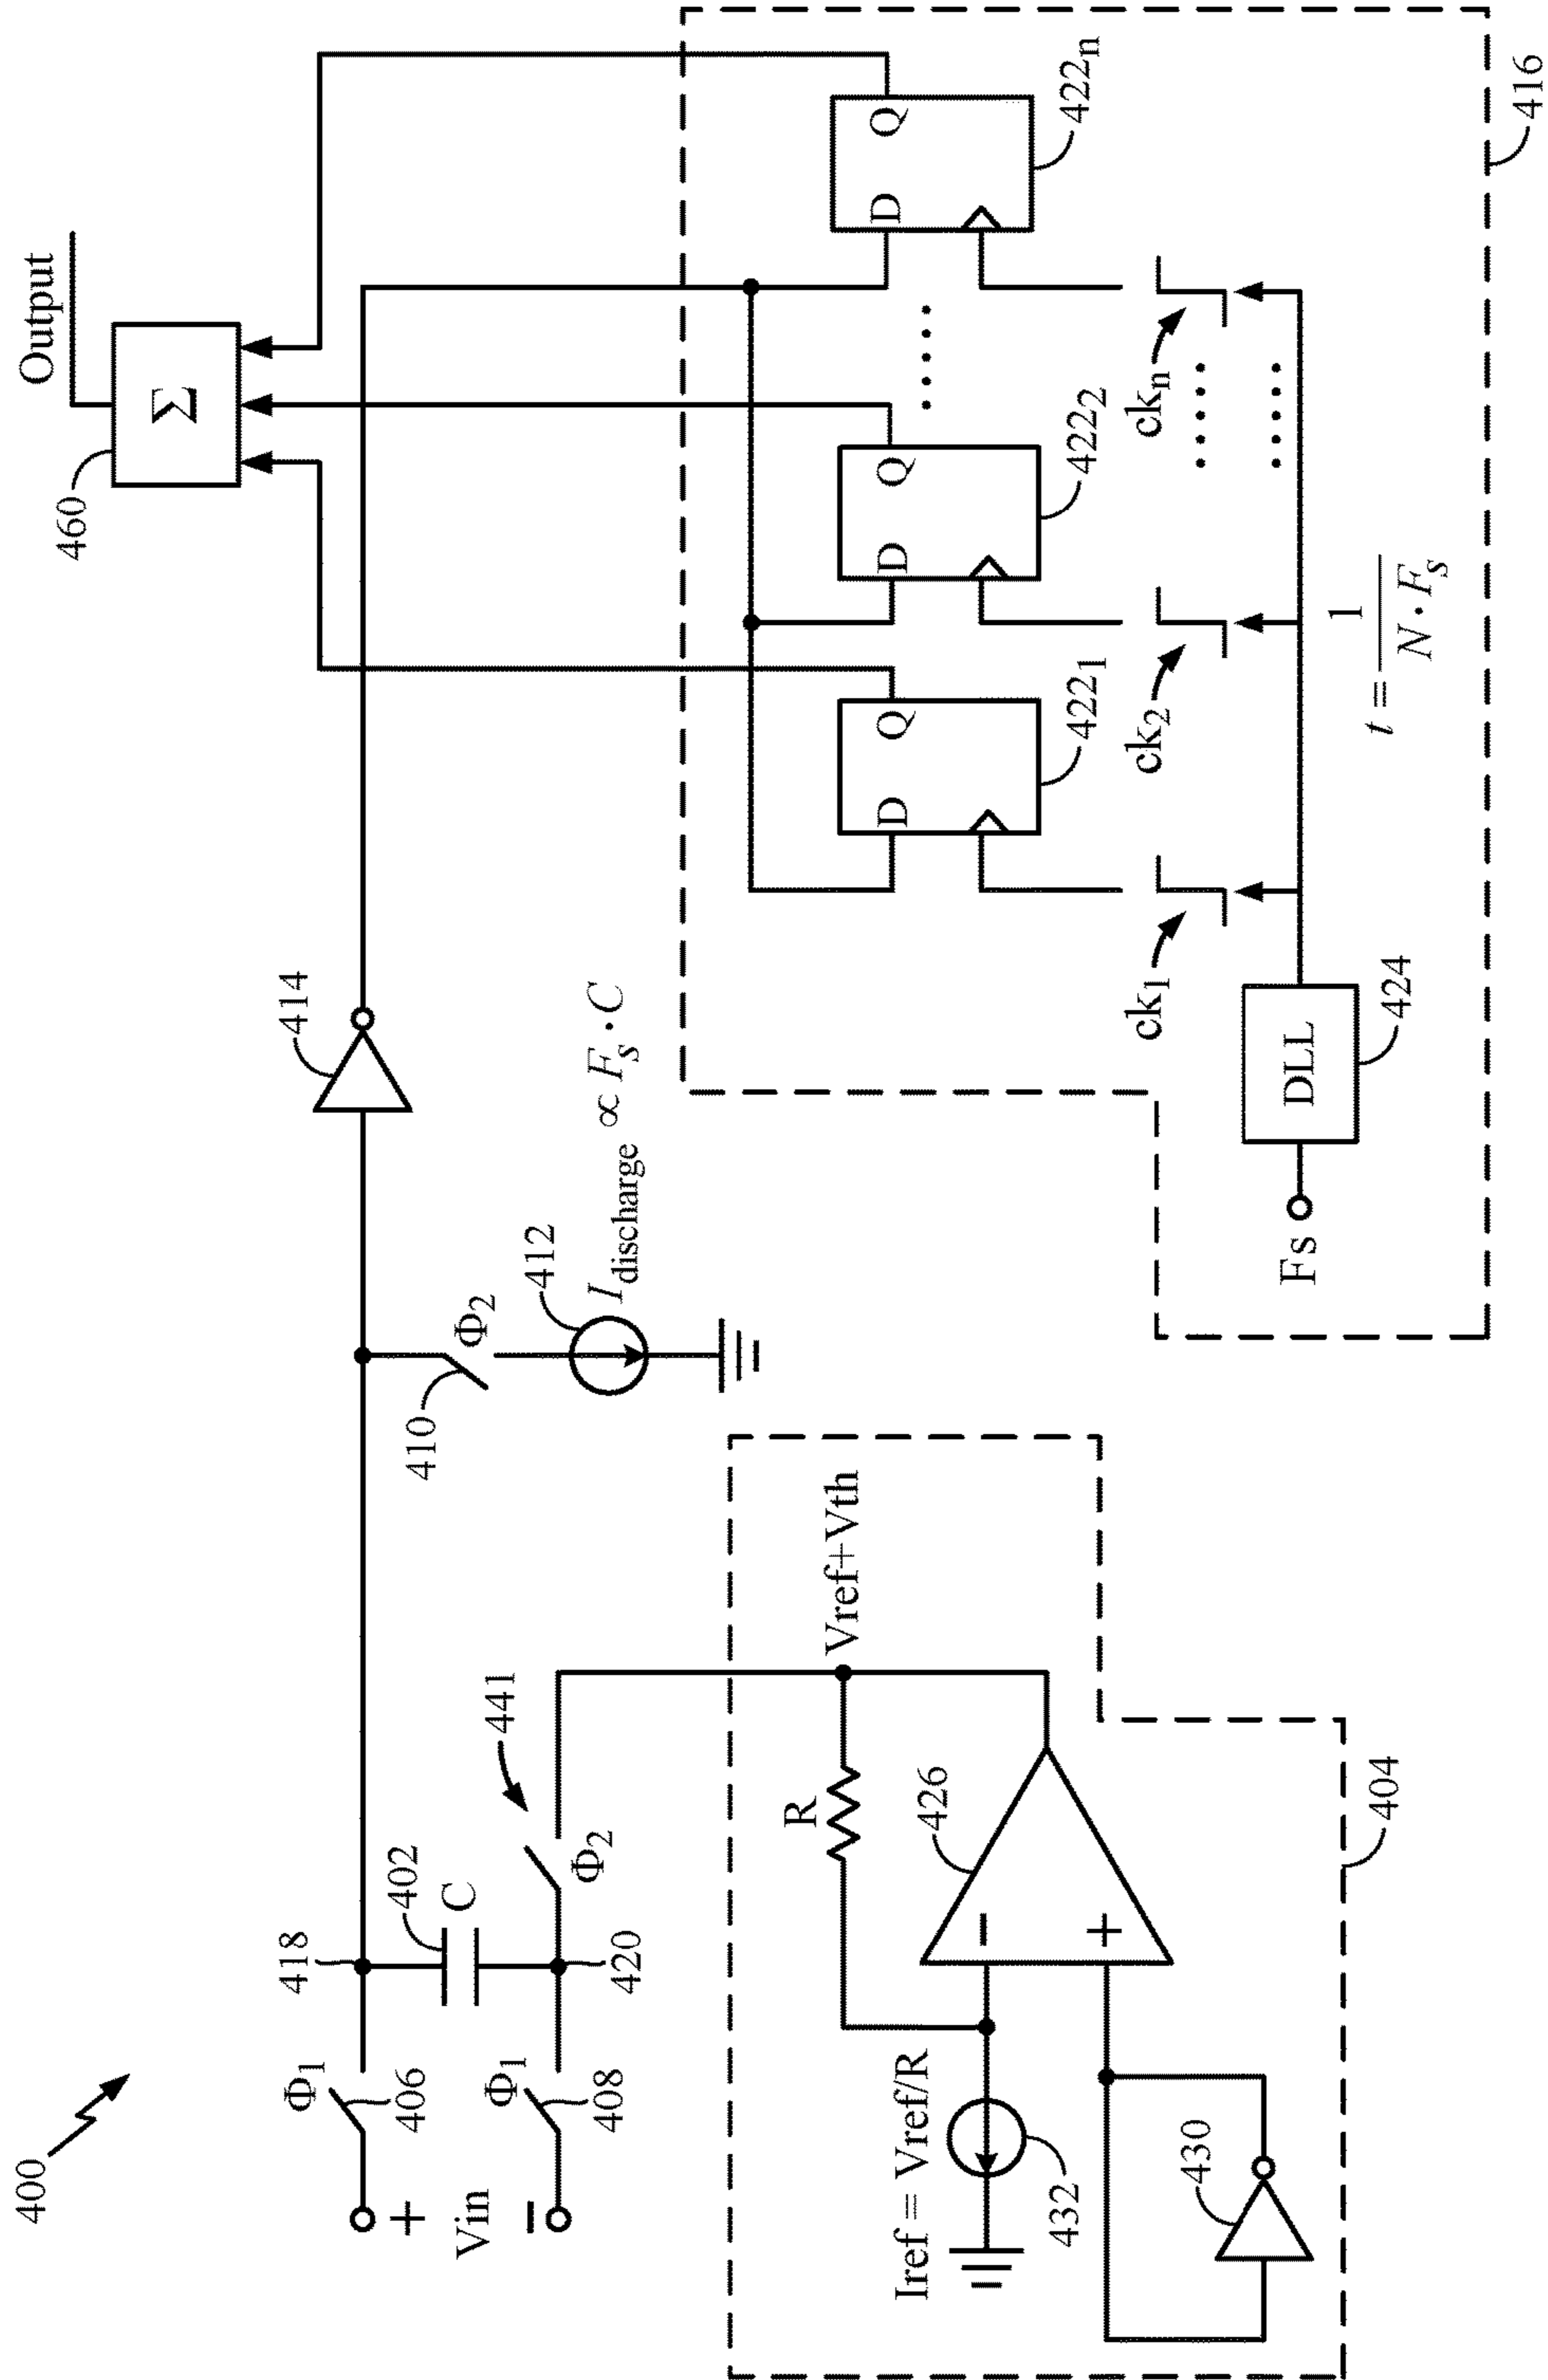 400
Φ1
406
+
Vin
−
Φ1
408
418
402
C
420
Φ2
441
410
Φ2
412
Idischarge ∝ Fs · C
414
460
Σ
Output
Iref = Vref/R
432
430
R
−
+
426
Vref+Vth
404
D
Q
4221
D
Q
4222
.....
D
Q
422n
ck1
ck2
ckn
.....
.....
Fs
DLL
424
t = 1 / N · Fs
416